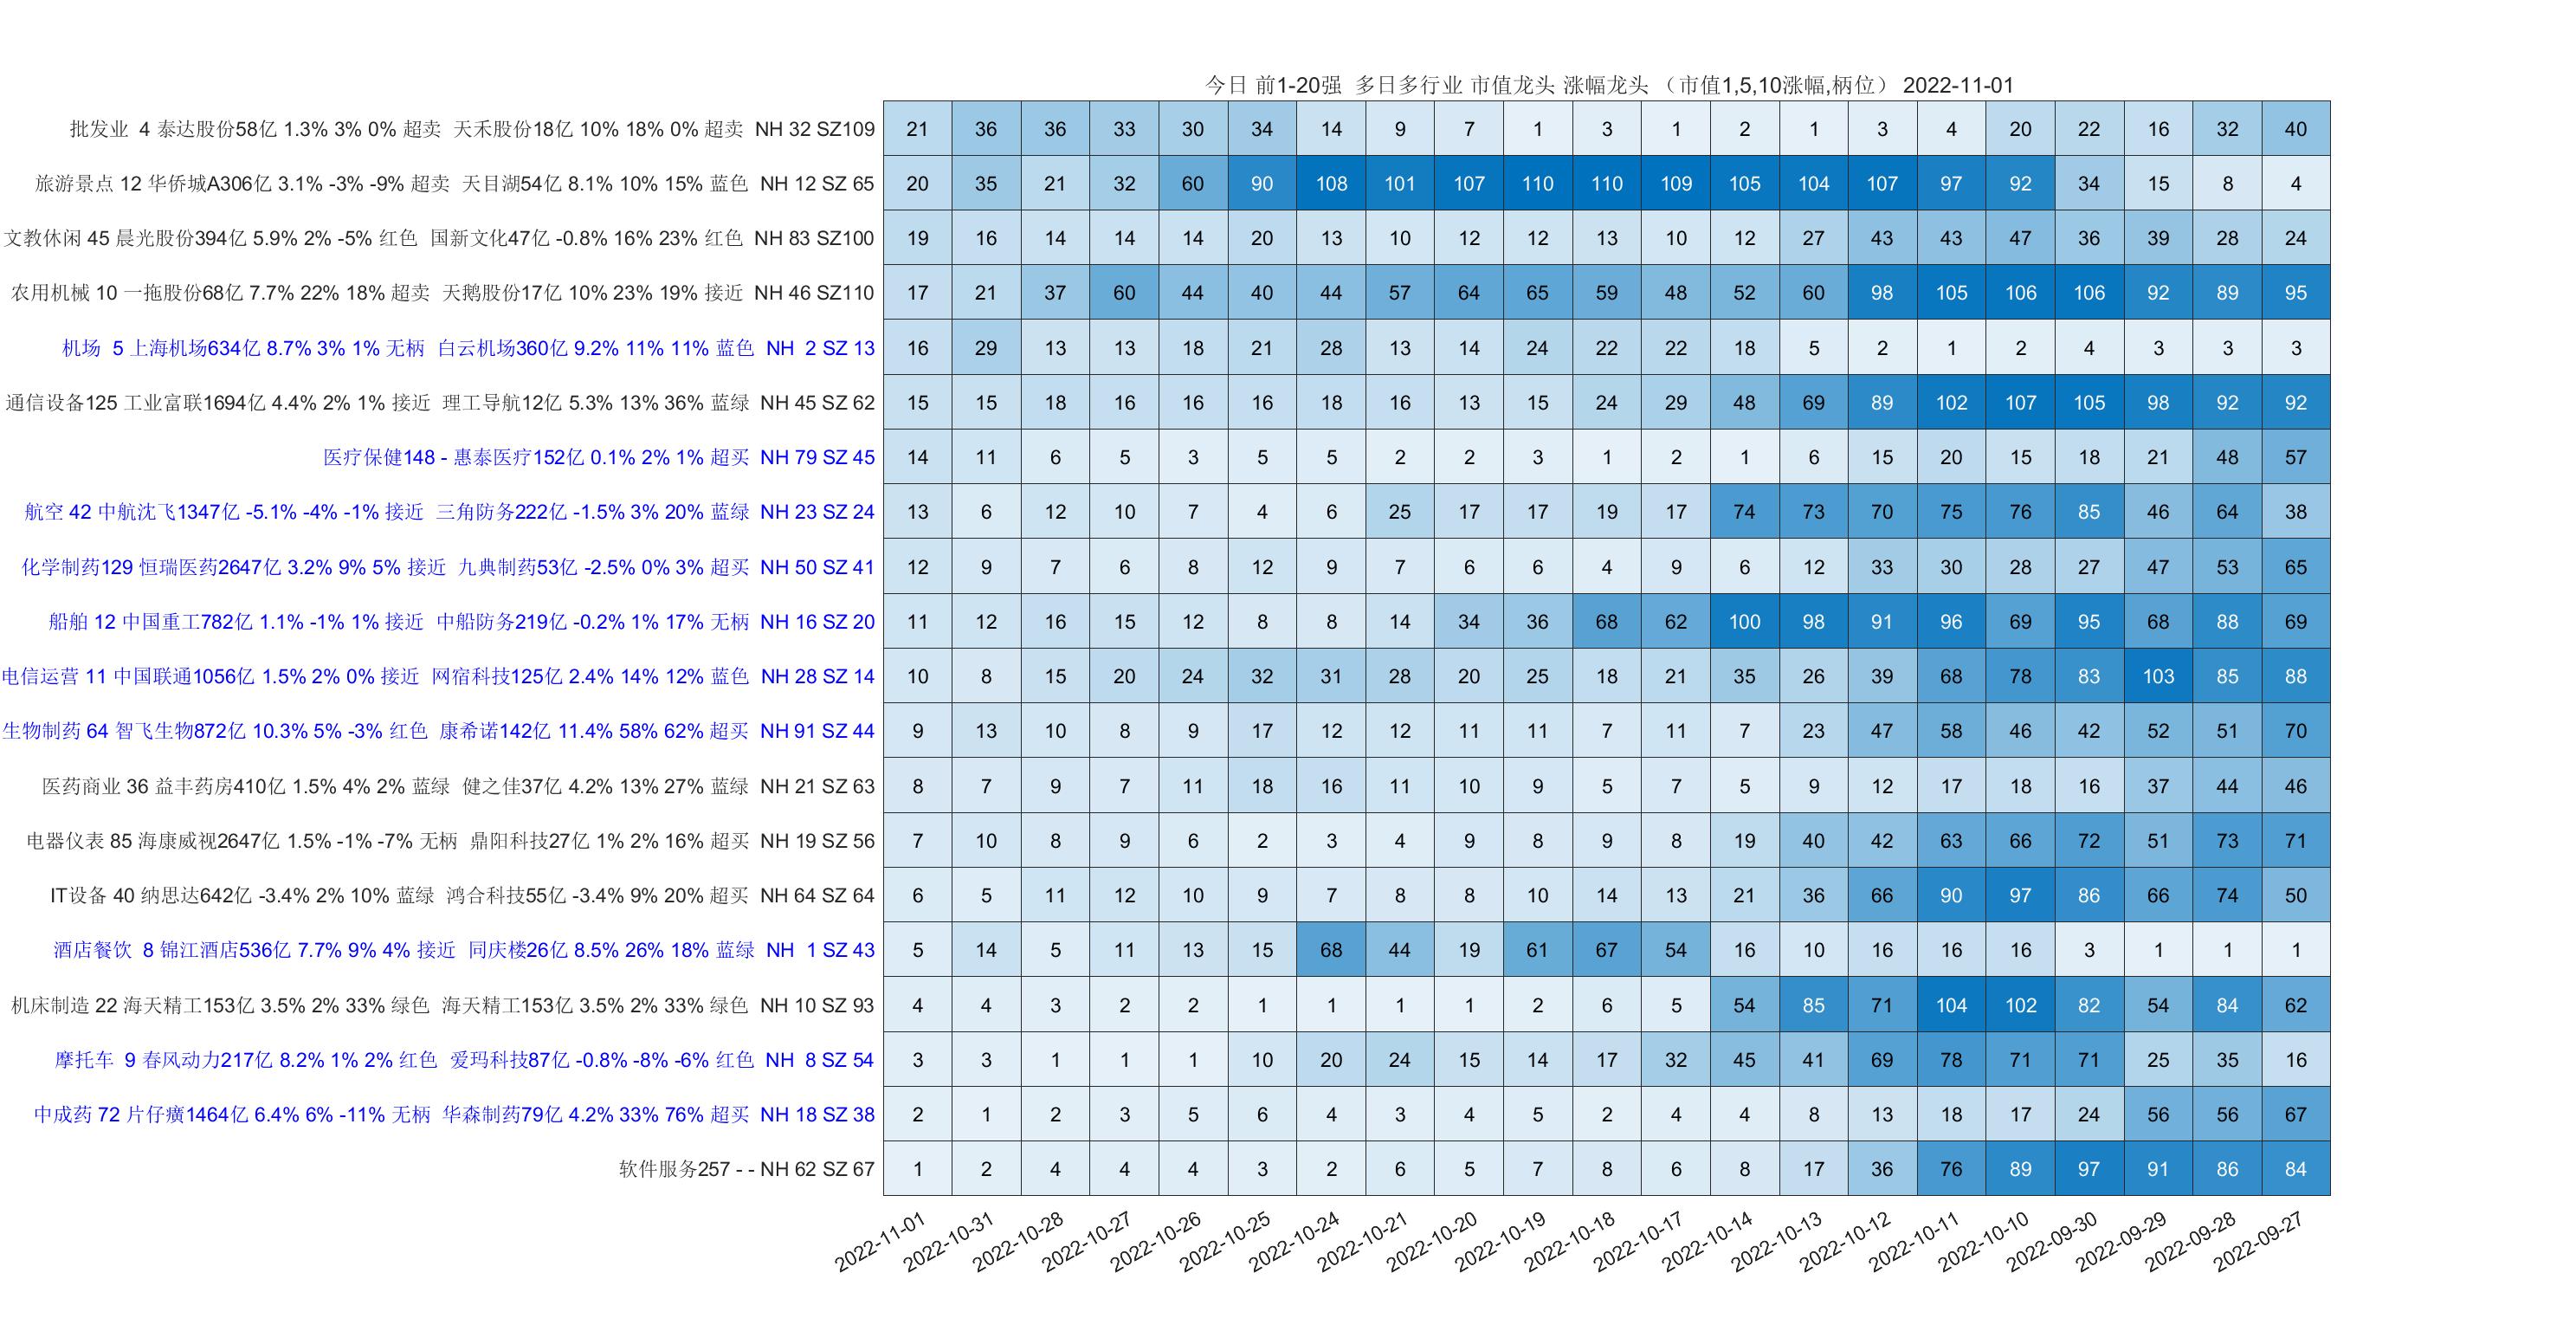 今日 前1-20强 多日多行业 市值龙头 涨幅龙头 （市值1,5,10涨幅,柄位） 2022-11-01
批发业 4 泰达股份58亿 1.3% 3% 0% 超卖 天禾股份18亿 10% 18% 0% 超卖 NH 32 SZ109 21 36 36 33 30 34 14 9 7 1 3 1 2 1 3 4 20 22 16 32 40
旅游景点 12 华侨城A306亿 3.1% -3% -9% 超卖 天目湖54亿 8.1% 10% 15% 蓝色 NH 12 SZ 65 20 35 21 32 60 90 108 101 107 110 110 109 105 104 107 97 92 34 15 8 4
文教休闲 45 晨光股份394亿 5.9% 2% -5% 红色 国新文化47亿 -0.8% 16% 23% 红色 NH 83 SZ100 19 16 14 14 14 20 13 10 12 12 13 10 12 27 43 43 47 36 39 28 24
农用机械 10 一拖股份68亿 7.7% 22% 18% 超卖 天鹅股份17亿 10% 23% 19% 接近 NH 46 SZ110 17 21 37 60 44 40 44 57 64 65 59 48 52 60 98 105 106 106 92 89 95
机场 5 上海机场634亿 8.7% 3% 1% 无柄 白云机场360亿 9.2% 11% 11% 蓝色 NH 2 SZ 13 16 29 13 13 18 21 28 13 14 24 22 22 18 5 2 1 2 4 3 3 3
通信设备125 工业富联1694亿 4.4% 2% 1% 接近 理工导航12亿 5.3% 13% 36% 蓝绿 NH 45 SZ 62 15 15 18 16 16 16 18 16 13 15 24 29 48 69 89 102 107 105 98 92 92
医疗保健148 - 惠泰医疗152亿 0.1% 2% 1% 超买 NH 79 SZ 45 14 11 6 5 3 5 5 2 2 3 1 2 1 6 15 20 15 18 21 48 57
航空 42 中航沈飞1347亿 -5.1% -4% -1% 接近 三角防务222亿 -1.5% 3% 20% 蓝绿 NH 23 SZ 24 13 6 12 10 7 4 6 25 17 17 19 17 74 73 70 75 76 85 46 64 38
化学制药129 恒瑞医药2647亿 3.2% 9% 5% 接近 九典制药53亿 -2.5% 0% 3% 超买 NH 50 SZ 41 12 9 7 6 8 12 9 7 6 6 4 9 6 12 33 30 28 27 47 53 65
船舶 12 中国重工782亿 1.1% -1% 1% 接近 中船防务219亿 -0.2% 1% 17% 无柄 NH 16 SZ 20 11 12 16 15 12 8 8 14 34 36 68 62 100 98 91 96 69 95 68 88 69
电信运营 11 中国联通1056亿 1.5% 2% 0% 接近 网宿科技125亿 2.4% 14% 12% 蓝色 NH 28 SZ 14 10 8 15 20 24 32 31 28 20 25 18 21 35 26 39 68 78 83 103 85 88
生物制药 64 智飞生物872亿 10.3% 5% -3% 红色 康希诺142亿 11.4% 58% 62% 超买 NH 91 SZ 44 9 13 10 8 9 17 12 12 11 11 7 11 7 23 47 58 46 42 52 51 70
医药商业 36 益丰药房410亿 1.5% 4% 2% 蓝绿 健之佳37亿 4.2% 13% 27% 蓝绿 NH 21 SZ 63 8 7 9 7 11 18 16 11 10 9 5 7 5 9 12 17 18 16 37 44 46
电器仪表 85 海康威视2647亿 1.5% -1% -7% 无柄 鼎阳科技27亿 1% 2% 16% 超买 NH 19 SZ 56 7 10 8 9 6 2 3 4 9 8 9 8 19 40 42 63 66 72 51 73 71
IT设备 40 纳思达642亿 -3.4% 2% 10% 蓝绿 鸿合科技55亿 -3.4% 9% 20% 超买 NH 64 SZ 64 6 5 11 12 10 9 7 8 8 10 14 13 21 36 66 90 97 86 66 74 50
酒店餐饮 8 锦江酒店536亿 7.7% 9% 4% 接近 同庆楼26亿 8.5% 26% 18% 蓝绿 NH 1 SZ 43 5 14 5 11 13 15 68 44 19 61 67 54 16 10 16 16 16 3 1 1 1
机床制造 22 海天精工153亿 3.5% 2% 33% 绿色 海天精工153亿 3.5% 2% 33% 绿色 NH 10 SZ 93 4 4 3 2 2 1 1 1 1 2 6 5 54 85 71 104 102 82 54 84 62
摩托车 9 春风动力217亿 8.2% 1% 2% 红色 爱玛科技87亿 -0.8% -8% -6% 红色 NH 8 SZ 54 3 3 1 1 1 10 20 24 15 14 17 32 45 41 69 78 71 71 25 35 16
中成药 72 片仔癀1464亿 6.4% 6% -11% 无柄 华森制药79亿 4.2% 33% 76% 超买 NH 18 SZ 38 2 1 2 3 5 6 4 3 4 5 2 4 4 8 13 18 17 24 56 56 67
软件服务257 - - NH 62 SZ 67 1 2 4 4 4 3 2 6 5 7 8 6 8 17 36 76 89 97 91 86 84
2022-11-01 2022-10-31 2022-10-28 2022-10-27 2022-10-26 2022-10-25 2022-10-24 2022-10-21 2022-10-20 2022-10-19 2022-10-18 2022-10-17 2022-10-14 2022-10-13 2022-10-12 2022-10-11 2022-10-10 2022-09-30 2022-09-29 2022-09-28 2022-09-27